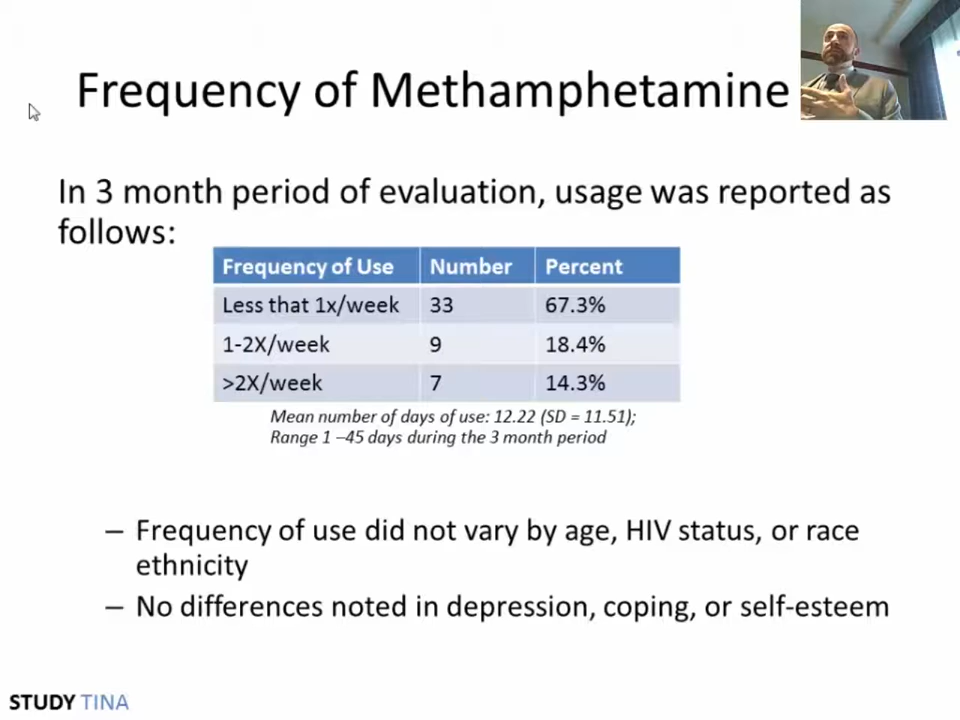 Frequency of Methamphetamine
In 3 month period of evaluation, usage was reported as
follows:
Frequency of Use Number Percent
Less that 1x/week 33 67.3%
1-2X/week 9 18.4%
>2X/week 7 14.3%
Mean number of days of use: 12.22 (SD = 11.51);
Range 1 –45 days during the 3 month period
– Frequency of use did not vary by age, HIV status, or race
ethnicity
– No differences noted in depression, coping, or self-esteem
STUDY TINA